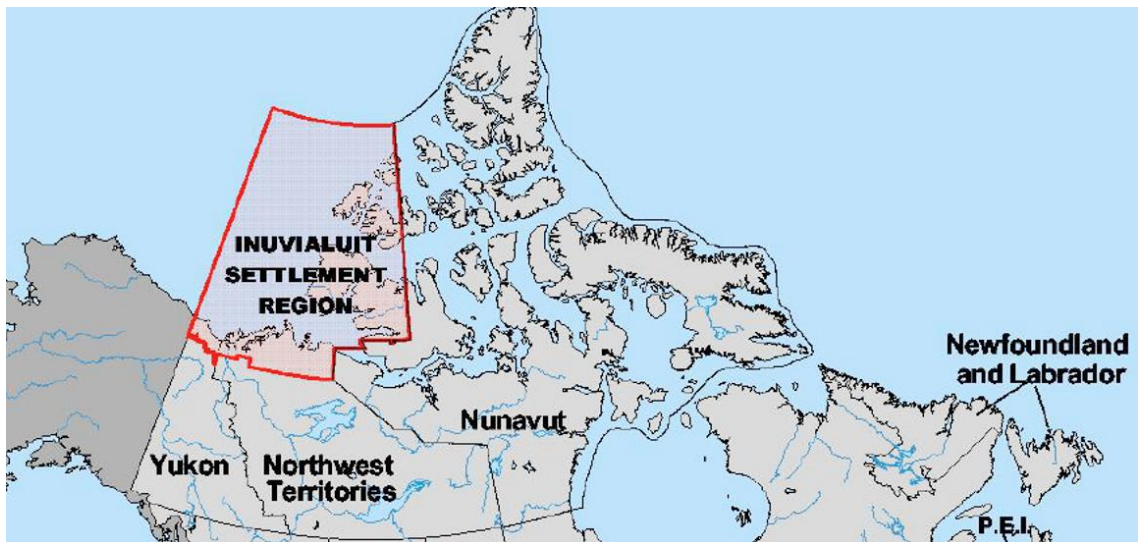 INUVIALUIT
SETTLEMENT
REGION
Newfoundland
and Labrador
Nunavut
Yukon
Northwest
Territories
P.E.I.